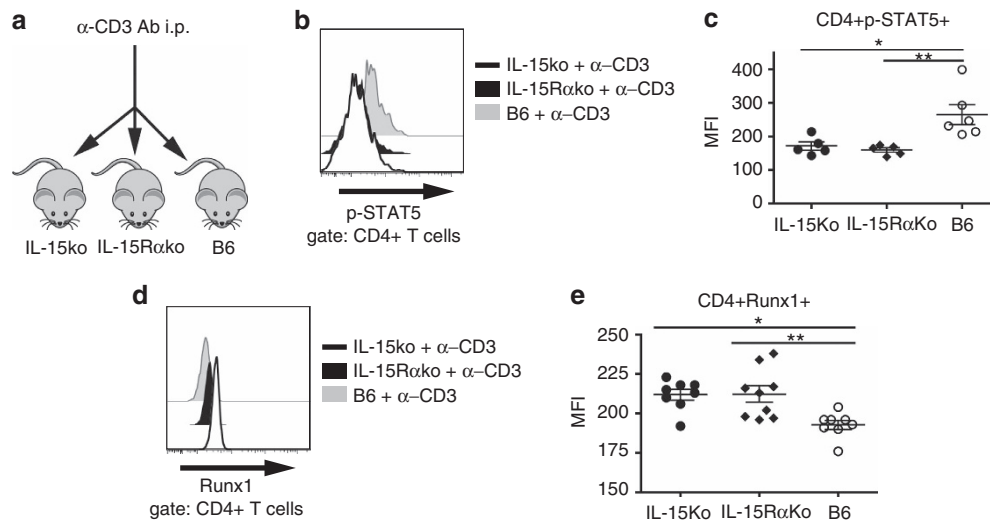 a
α-CD3 Ab i.p.
IL-15ko IL-15Rαko B6
b
IL-15ko + α–CD3
IL-15Rαko + α–CD3
B6 + α–CD3
p-STAT5
gate: CD4+ T cells
c
CD4+p-STAT5+
*
**
400
300
200
100
0
MFI
IL-15Ko IL-15RαKo B6
d
IL-15ko + α–CD3
IL-15Rαko + α–CD3
B6 + α–CD3
Runx1
gate: CD4+ T cells
e
CD4+Runx1+
*
**
250
225
200
175
150
MFI
IL-15Ko IL-15RαKo B6